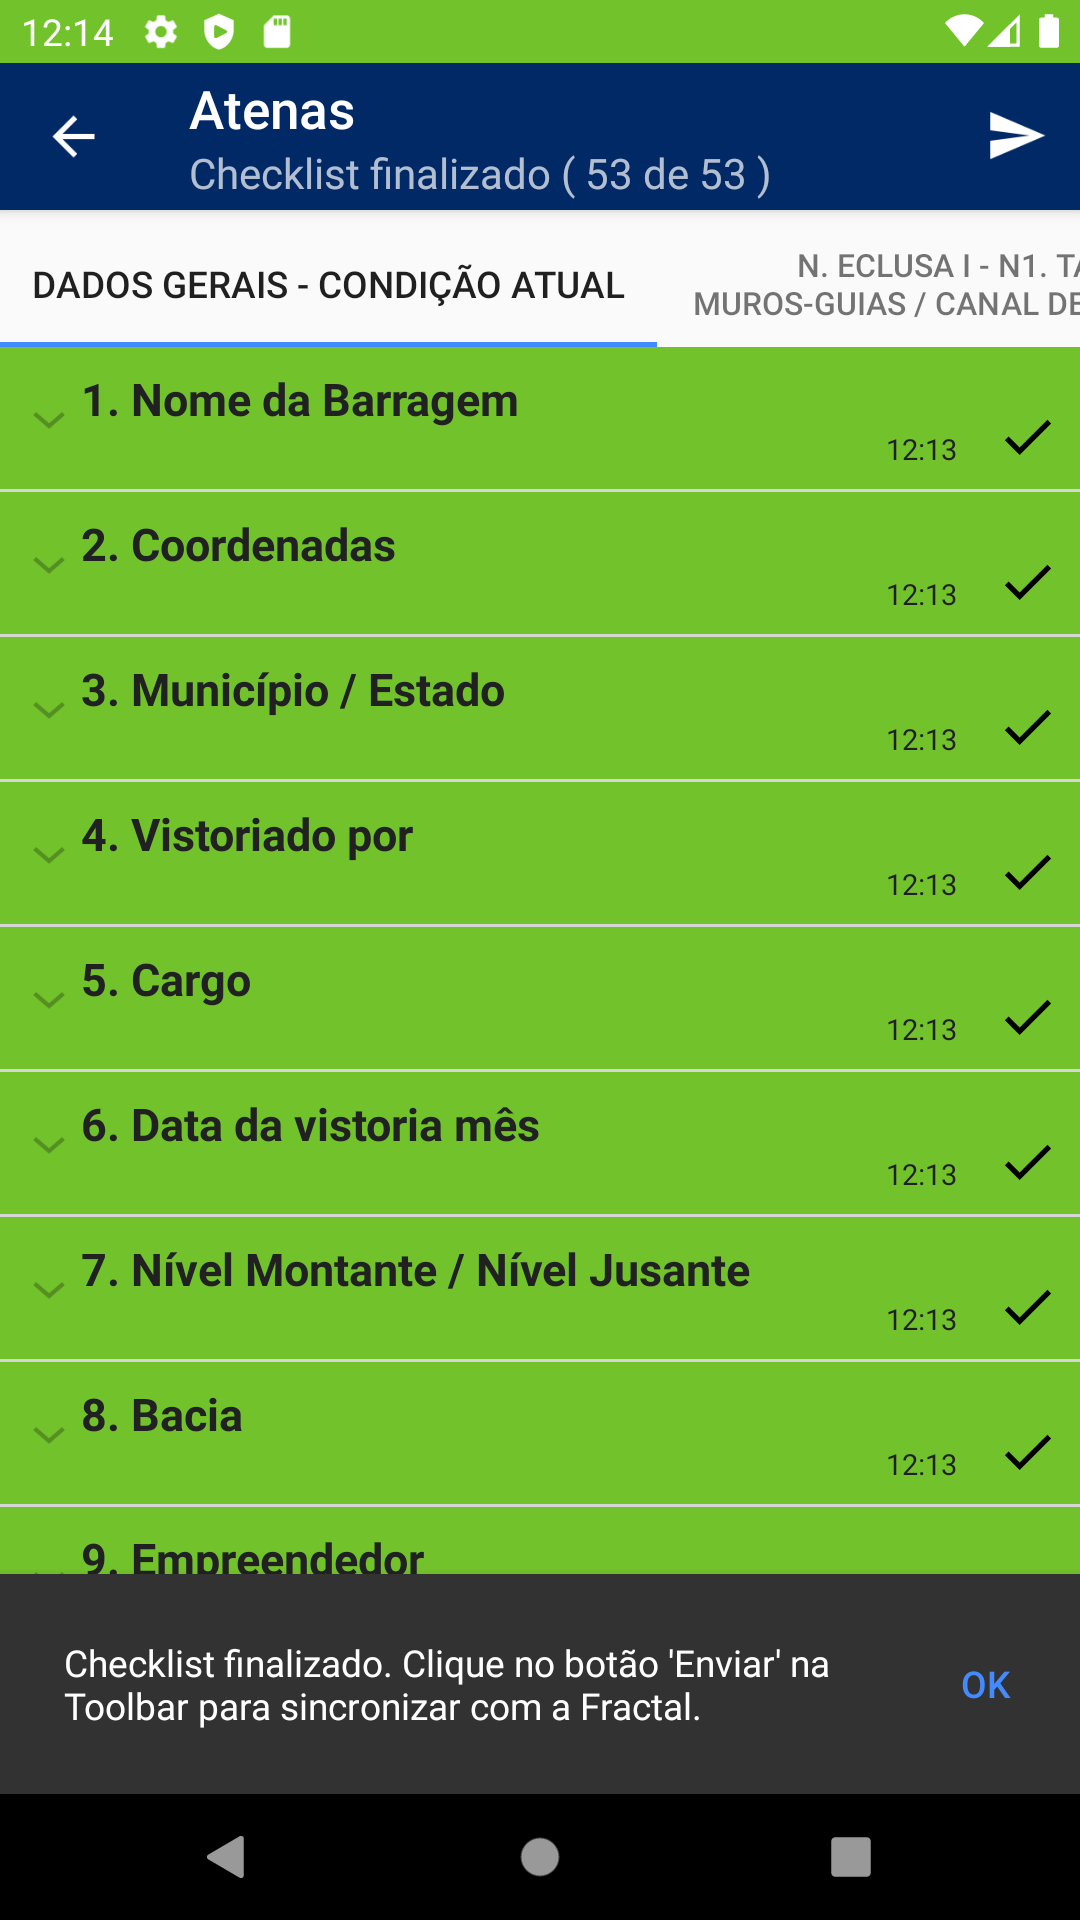 12:14
Atenas
Checklist finalizado ( 53 de 53 )
DADOS GERAIS - CONDIÇÃO ATUAL
N. ECLUSA I - N1. TA
MUROS-GUIAS / CANAL DE
1. Nome da Barragem
12:13
2. Coordenadas
12:13
3. Município / Estado
12:13
4. Vistoriado por
12:13
5. Cargo
12:13
6. Data da vistoria mês
12:13
7. Nível Montante / Nível Jusante
12:13
8. Bacia
12:13
9. Empreendedor
Checklist finalizado. Clique no botão 'Enviar' na
Toolbar para sincronizar com a Fractal.
OK